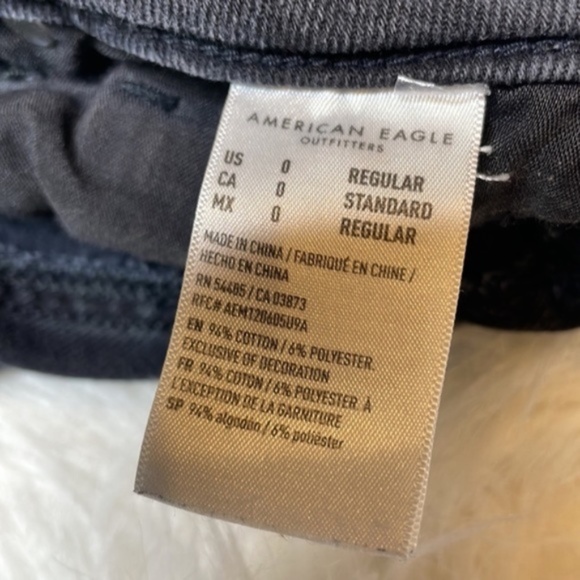 AMERICAN EAGLE
OUTFITTERS
US 0 REGULAR
CA 0 STANDARD
MX 0 REGULAR
MADE IN CHINA / FABRIQUÉ EN CHINE /
HECHO EN CHINA
RN 54485 / CA 03873
RFC# AEMT20605U9A
EN 94% COTTON / 6% POLYESTER.
EXCLUSIVE OF DECORATION
FR 94% COTON / 6% POLYESTER. À
L'EXCEPTION DE LA GARNITURE
SP 94% algodón / 6% poliéster